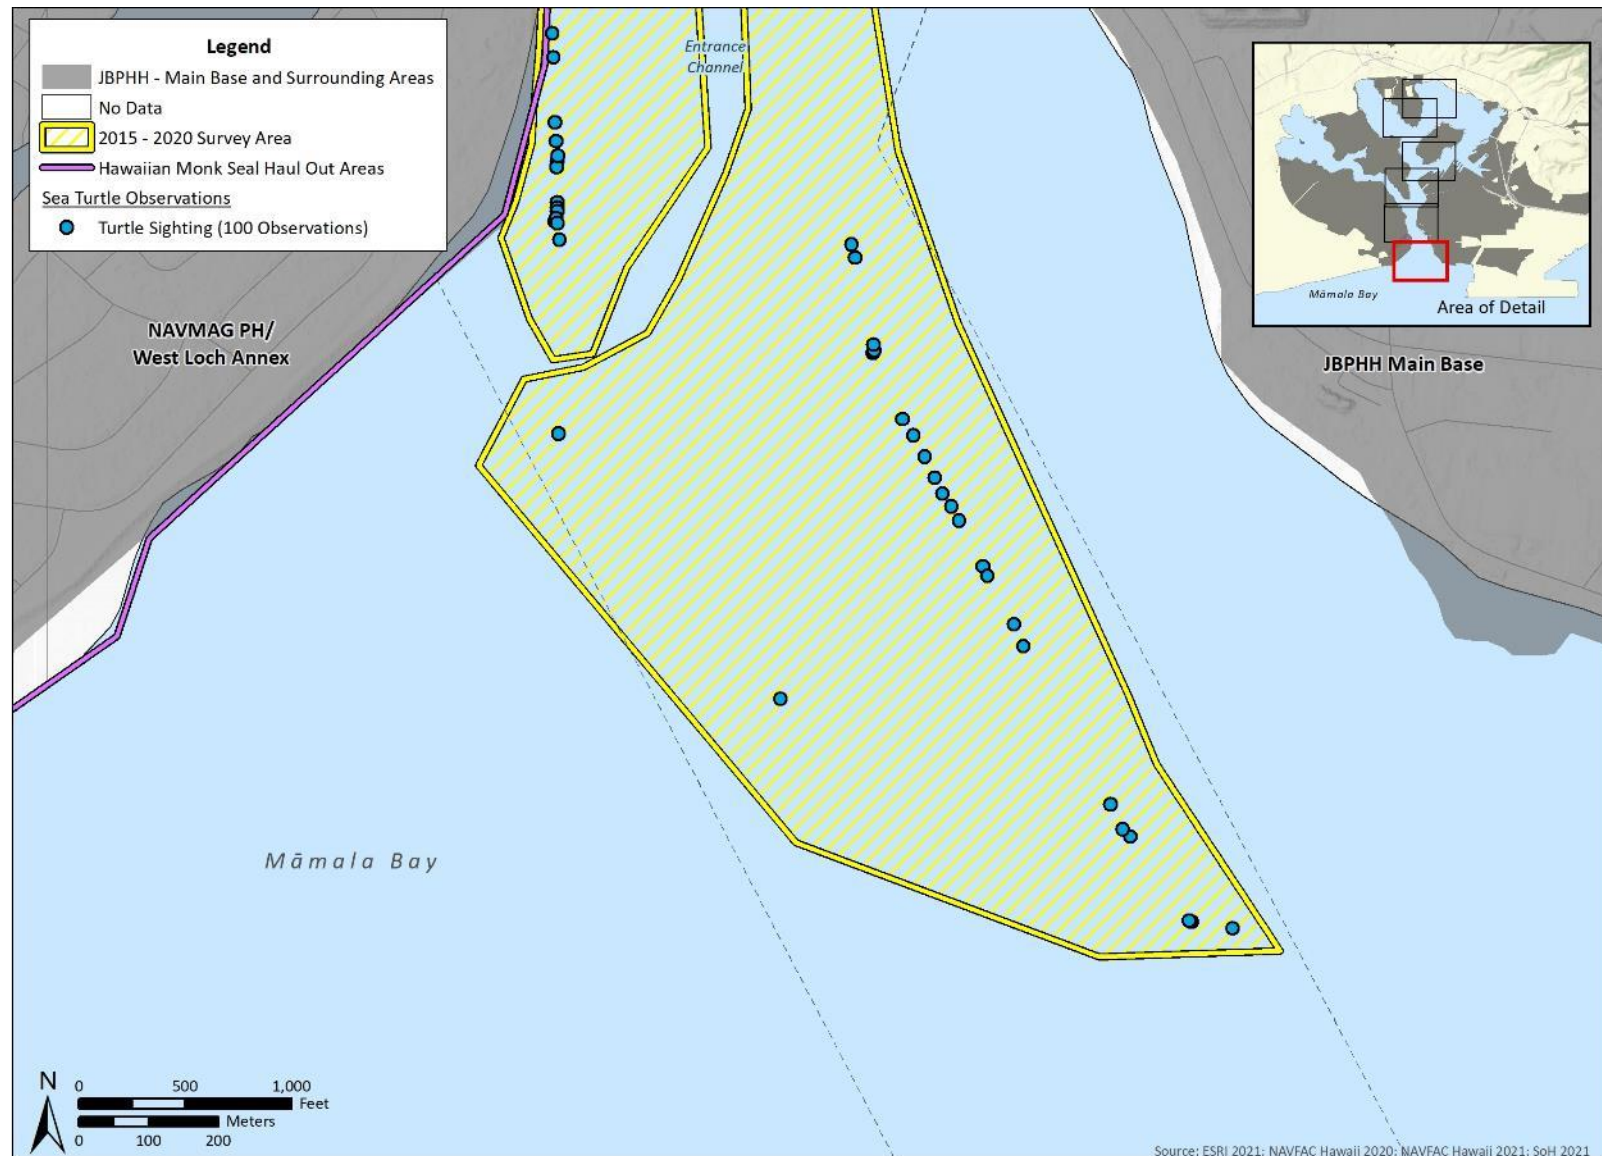 Legend
JBPHH - Main Base and Surrounding Areas
No Data
2015 - 2020 Survey Area
Hawaiian Monk Seal Haul Out Areas
Sea Turtle Observations
Turtle Sighting (100 Observations)
Entrance
Channel
Māmala Bay
Area of Detail
NAVMAG PH/
West Loch Annex
JBPHH Main Base
Māmala Bay
N
0 500 1,000
Feet
Meters
0 100 200
Source: ESRI 2021; NAVFAC Hawaii 2020; NAVFAC Hawaii 2021; SoH 2021